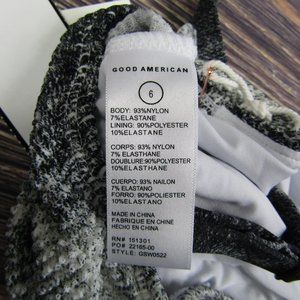 GOOD AMERICAN
6
BODY: 93%NYLON
7%ELASTANE
LINING: 90%POLYESTER
10%ELASTANE
CORPS: 93%NYLON
7%ELASTHANE
DOUBLURE:90%POLYESTER
10%ELASTHANE
CUERPO: 93% NAILON
7%ELASTANO
FORRO: 90%POLIESTER
10%ELASTANO
MADE IN CHINA
FABRIQUE EN CHINE
HECHO EN CHINA
RN# 151301
PO# 22165-00
STYLE: GSW0522